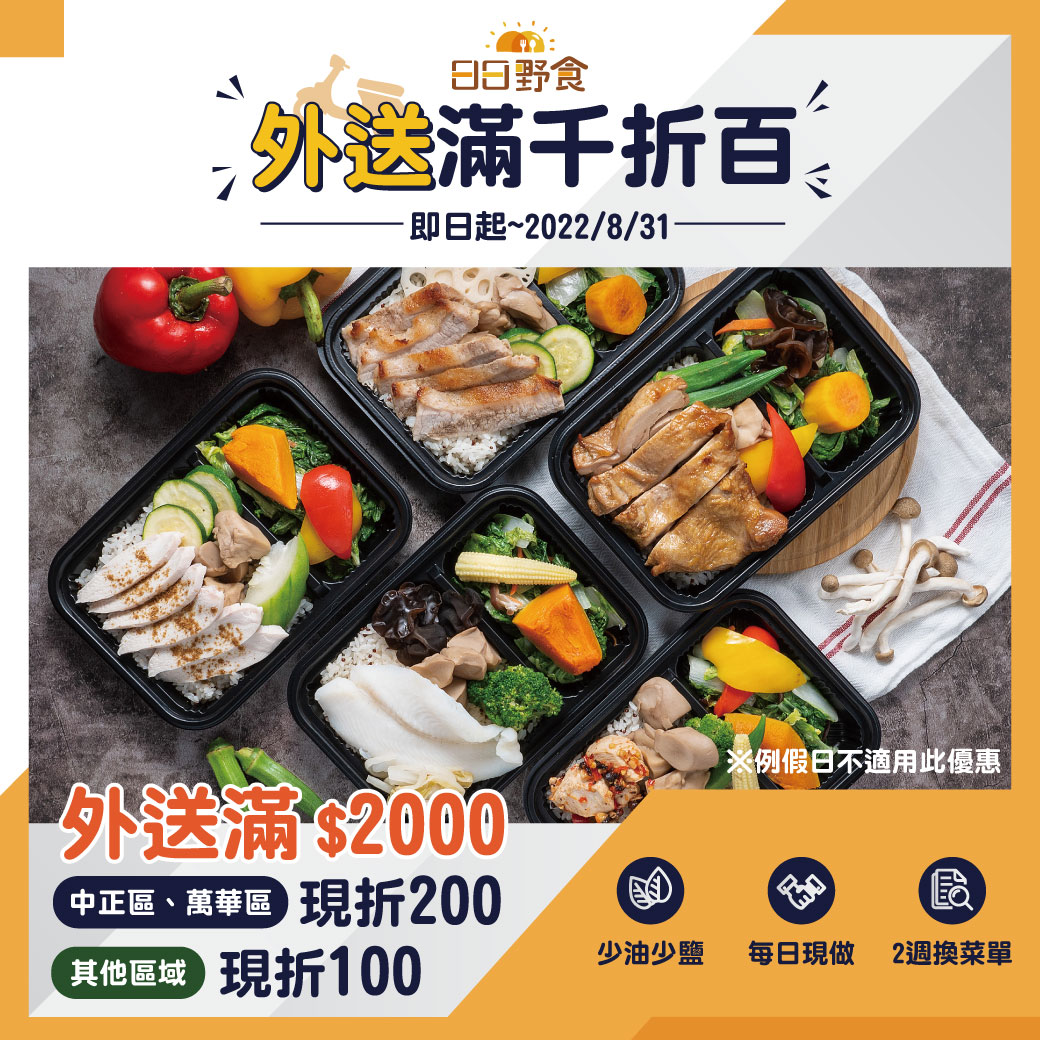 日日野食
外送滿千折百
即日起~2022/8/31
※例假日不適用此優惠
外送滿 $2000
中正區、萬華區 現折200
其他區域 現折100
少油少鹽 每日現做 2週換菜單